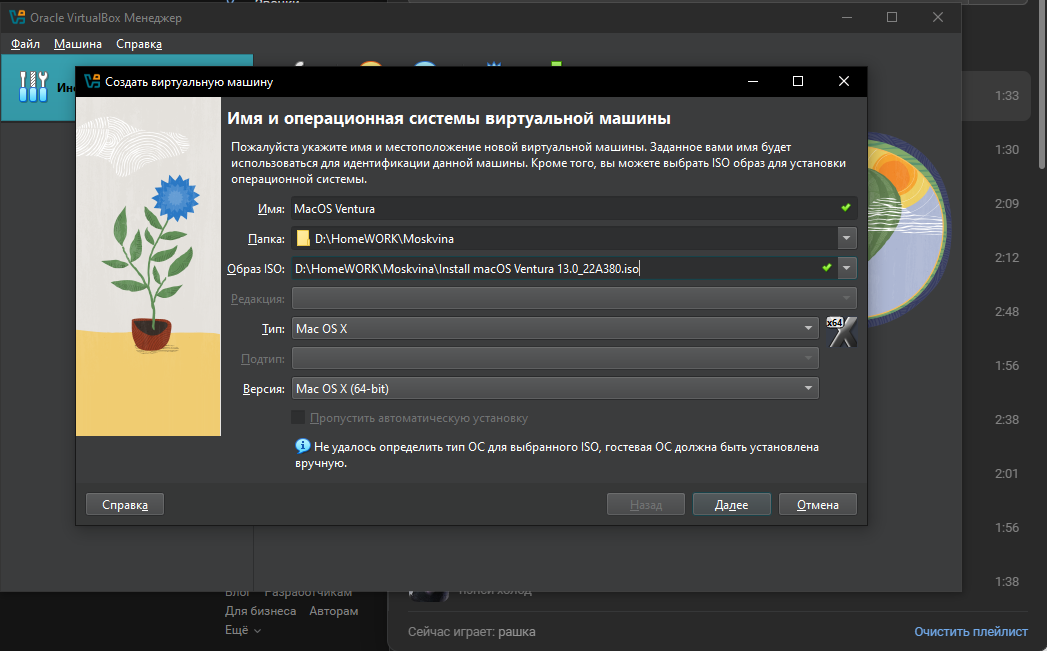 Oracle VirtualBox Менеджер
Файл Машина Справка
1:33
Создать виртуальную машину
Имя и операционная системы виртуальной машины
Пожалуйста укажите имя и местоположение новой виртуальной машины. Заданное вами имя будет
использоваться для идентификации данной машины. Кроме того, вы можете выбрать ISO образ для установки
операционной системы.
1:30
Имя: MacOS Ventura
2:09
Папка: D:\HomeWORK\Moskvina
2:12
Образ ISO: D:\HomeWORK\Moskvina\Install macOS Ventura 13.0_22A380.iso
Редакция:
2:48
Тип: Mac OS X
x64
Подтип:
1:56
Версия: Mac OS X (64-bit)
Пропустить автоматическую установку
2:38
Не удалось определить тип ОС для выбранного ISO, гостевая ОС должна быть установлена
вручную.
2:01
Справка Назад Далее Отмена
1:56
1:38
Блог Разработчикам
Для бизнеса Авторам
Ещё
Сейчас играет: рашка Очистить плейлист